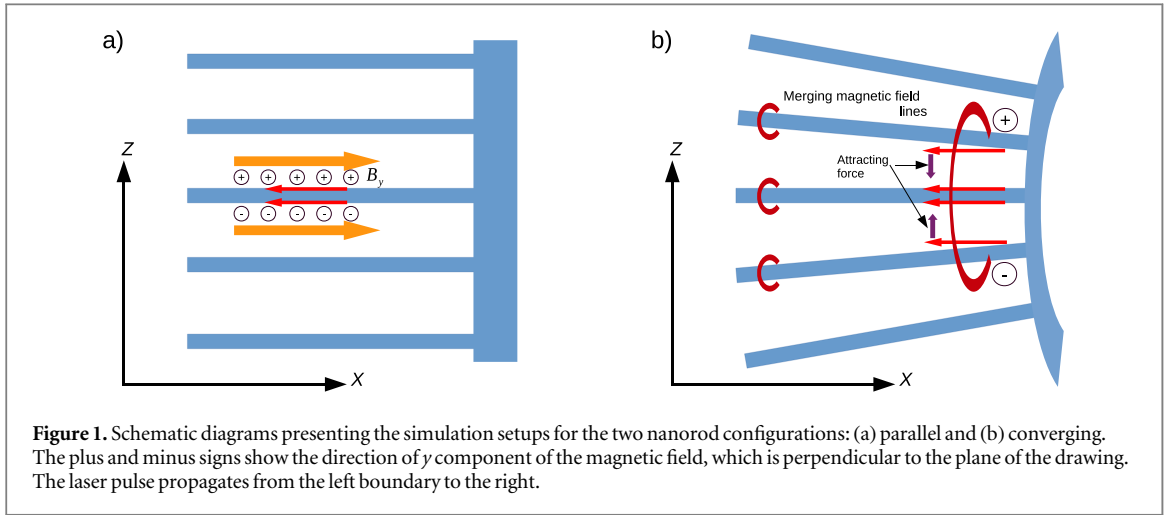 a)
Z
+ + + + +
B_y
- - - - -
X
b)
Merging magnetic field
lines
+
Z
Attracting
force
-
X
Figure 1. Schematic diagrams presenting the simulation setups for the two nanorod configurations: (a) parallel and (b) converging.
The plus and minus signs show the direction of y component of the magnetic field, which is perpendicular to the plane of the drawing.
The laser pulse propagates from the left boundary to the right.